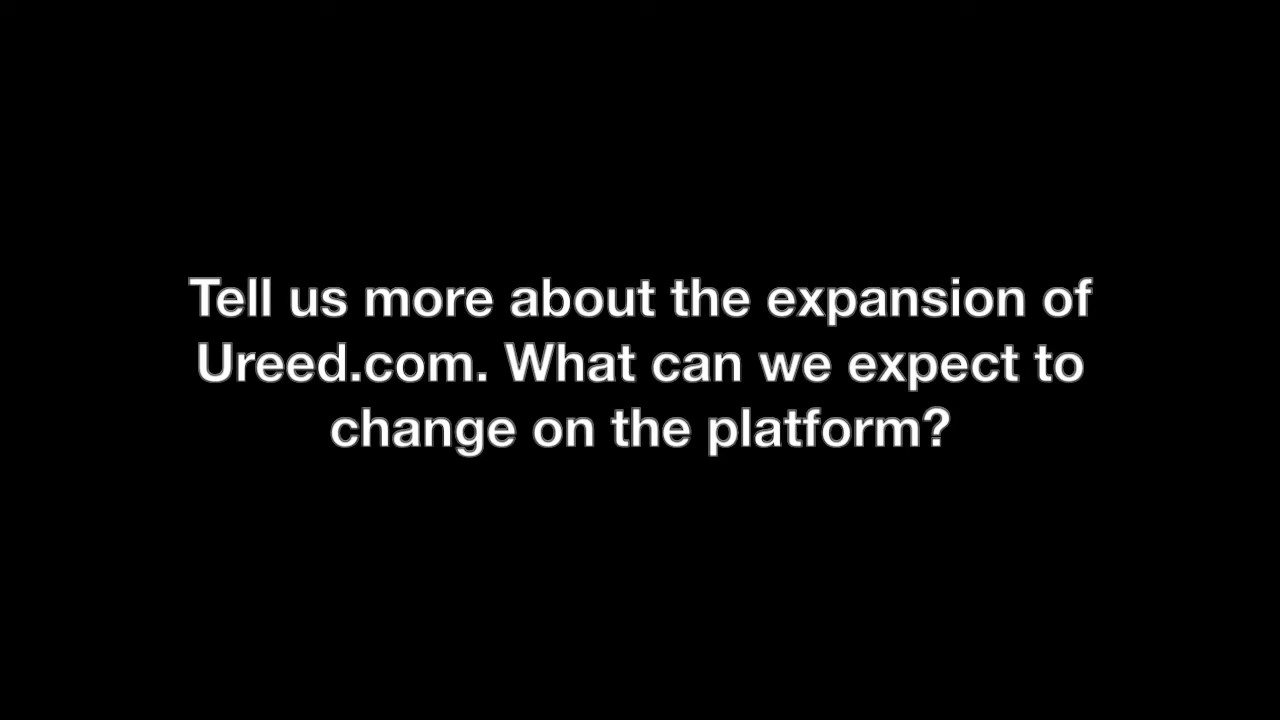 Tell us more about the expansion of
Ureed.com. What can we expect to
change on the platform?